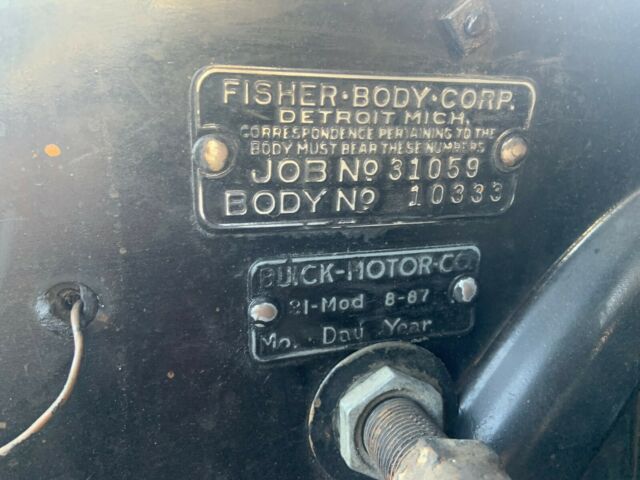 FISHER·BODY·CORP.
DETROIT MICH.
CORRESPONDENCE PERTAINING TO THE
BODY MUST BEAR THESE NUMBERS
JOB NO 31059
BODY NO 10333
BUICK-MOTOR-CO.
31-Mod 8-87
Mo. Day Year